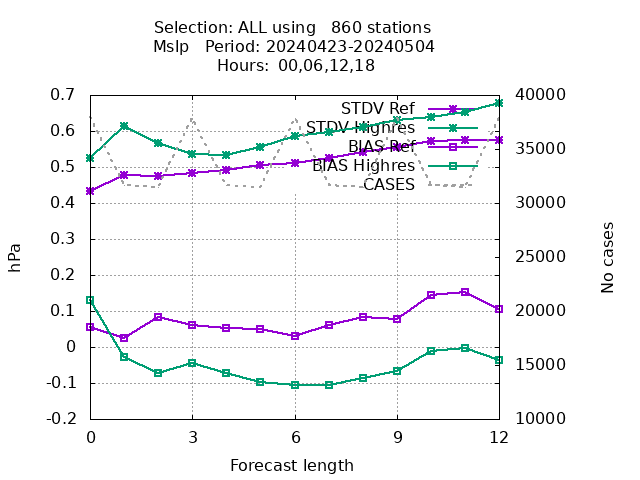 Selection: ALL using   860 stations
Mslp   Period: 20240423-20240504
Hours: 00,06,12,18
STDV Ref
STDV Highres
BIAS Ref
BIAS Highres
CASES
0.7
0.6
0.5
0.4
0.3
0.2
0.1
0
-0.1
-0.2
hPa
40000
35000
30000
25000
20000
15000
10000
No cases
0 3 6 9 12
Forecast length